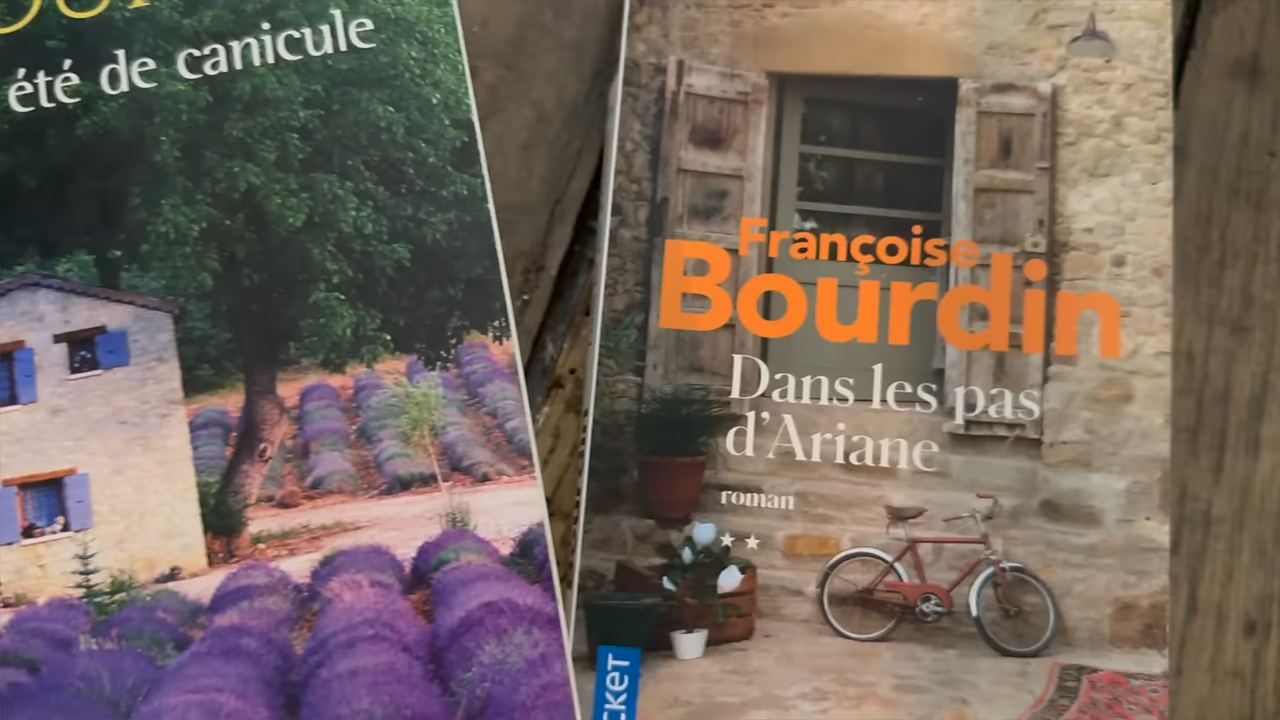 été de canicule
Françoise
Bourdin
Dans les pas
d'Ariane
roman